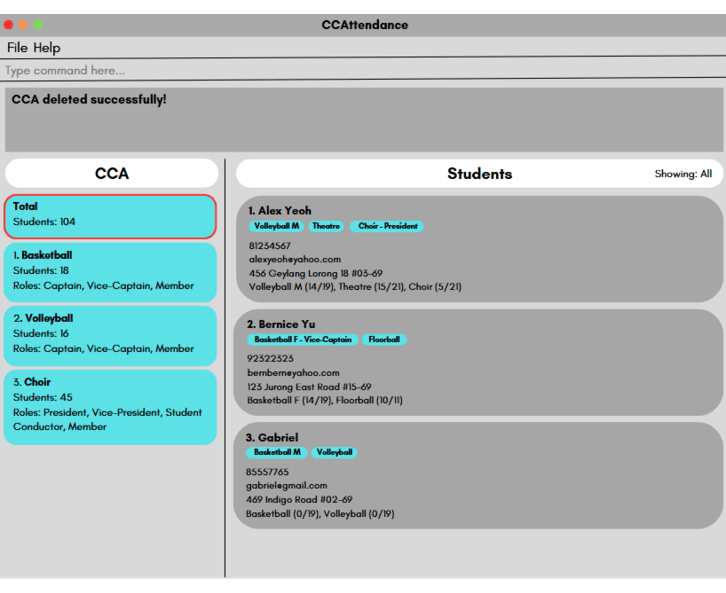 CCAttendance
File Help
Type command here...
CCA deleted successfully!
CCA
Total
Students: 104
1. Basketball
Students: 18
Roles: Captain, Vice-Captain, Member
2. Volleyball
Students: 16
Roles: Captain, Vice-Captain, Member
3. Choir
Students: 45
Roles: President, Vice-President, Student
Conductor, Member
Students
Showing: All
1. Alex Yeoh
Volleyball M Theatre Choir - President
81234567
alexyeoh@yahoo.com
456 Geylang Lorong 18 #03-69
Volleyball M (14/19), Theatre (15/21), Choir (5/21)
2. Bernice Yu
Basketball F - Vice-Captain Floorball
92322323
bernbern@yahoo.com
123 Jurong East Road #15-69
Basketball F (14/19), Floorball (10/11)
3. Gabriel
Basketball M Volleyball
85557765
gabriel@gmail.com
469 Indigo Road #02-69
Basketball (0/19), Volleyball (0/19)